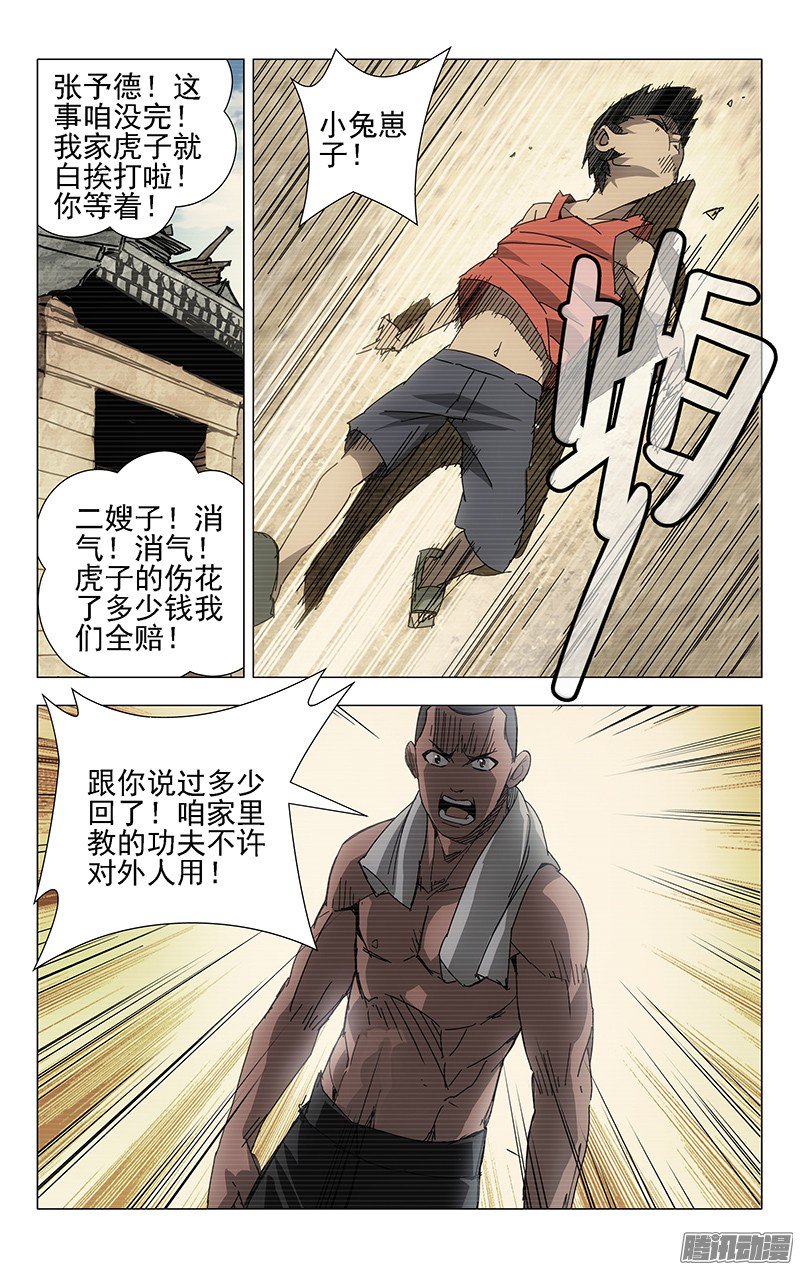 张予德！这
事咱没完！
我家虎子就
白挨打啦！
你等着！
二嫂子！消
气！消气！
虎子的伤花
了多少钱我
们全赔！
小兔崽
子！
跟你说过多少
回了！咱家里
教的功夫不许
对外人用！
腾讯动漫